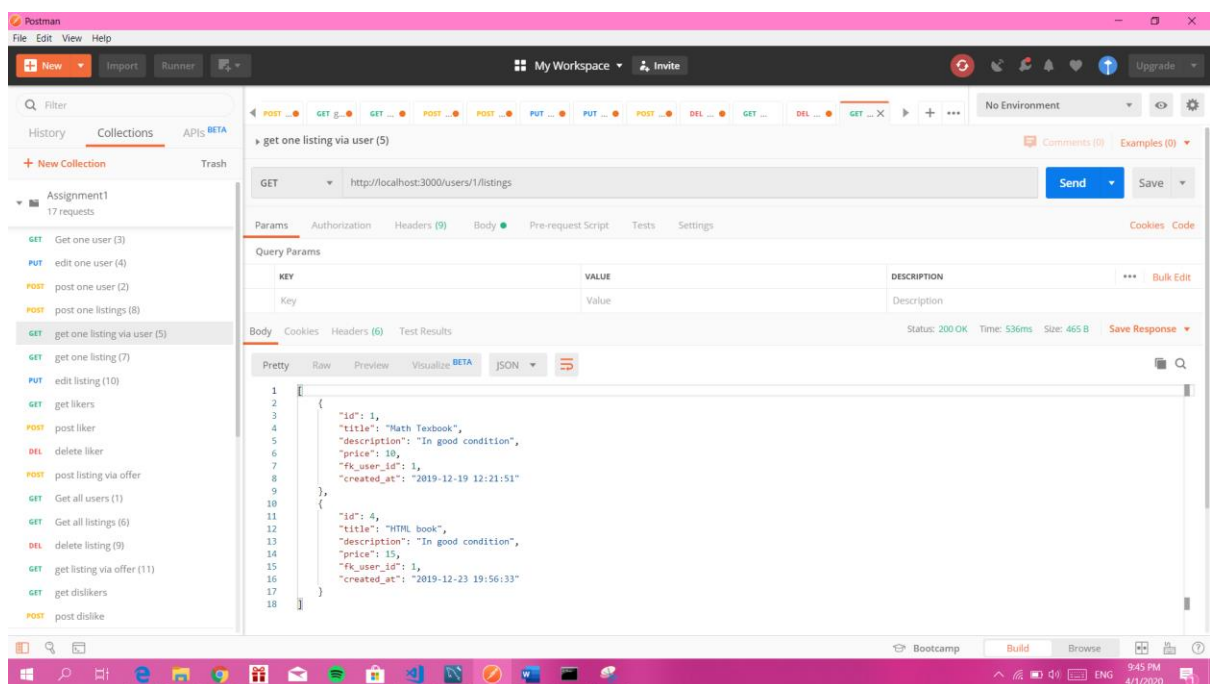 Postman
File Edit View Help
New Import Runner My Workspace Invite Upgrade
Filter
History Collections APIs BETA
+ New Collection Trash
Assignment1
17 requests
GET Get one user (3)
PUT edit one user (4)
POST post one user (2)
POST post one listings (8)
GET get one listing via user (5)
GET get one listing (7)
PUT edit listing (10)
GET get likers
POST post liker
DEL delete liker
POST post listing via offer
GET Get all users (1)
GET Get all listings (6)
DEL delete listing (9)
GET get listing via offer (11)
GET get dislikers
POST post dislike
POST ... GET g... GET ... POST ... POST ... PUT ... PUT ... POST ... DEL ... GET ... DEL ... GET ... X + ...
No Environment
get one listing via user (5)
Comments (0) Examples (0)
GET http://localhost:3000/users/1/listings Send Save
Params Authorization Headers (9) Body Pre-request Script Tests Settings Cookies Code
Query Params
KEY VALUE DESCRIPTION ... Bulk Edit
Key Value Description
Body Cookies Headers (6) Test Results Status: 200 OK Time: 536ms Size: 465 B Save Response
Pretty Raw Preview Visualize BETA JSON
1 [
2 {
3 "id": 1,
4 "title": "Math Texbook",
5 "description": "In good condition",
6 "price": 10,
7 "fk_user_id": 1,
8 "created_at": "2019-12-19 12:21:51"
9 },
10 {
11 "id": 4,
12 "title": "HTML book",
13 "description": "In good condition",
14 "price": 15,
15 "fk_user_id": 1,
16 "created_at": "2019-12-23 19:56:33"
17 }
18 ]
Bootcamp Build Browse
ENG
9:45 PM
4/1/2020